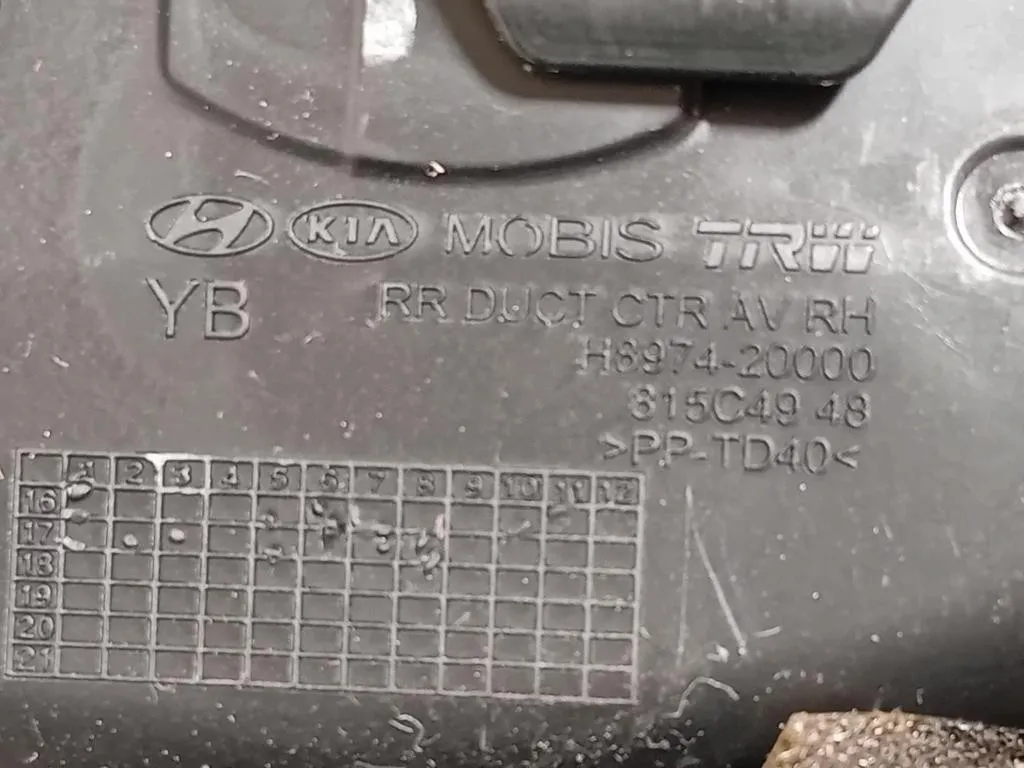 KIA MOBIS TRW
YB RR DUCT CTR AV RH
H8974-20000
815C49 48
>PP-TD40<
1 2 3 4 5 6 7 8 9 10 11 12
16
17
18
19
20
21